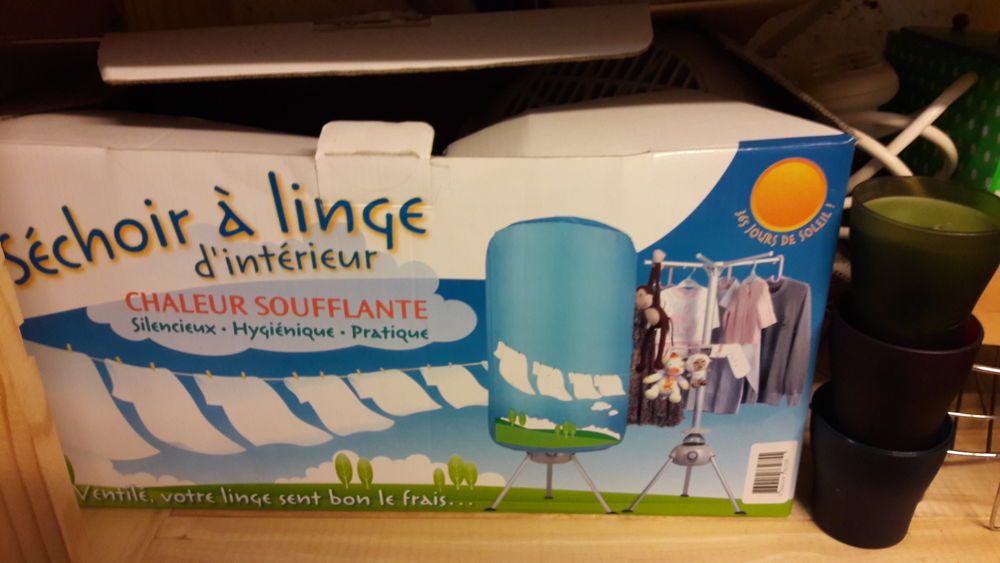 Séchoir à linge
d'intérieur
CHALEUR SOUFFLANTE
Silencieux • Hygiénique • Pratique
365 JOURS DE SOLEIL !
Ventilé, votre linge sent bon le frais...